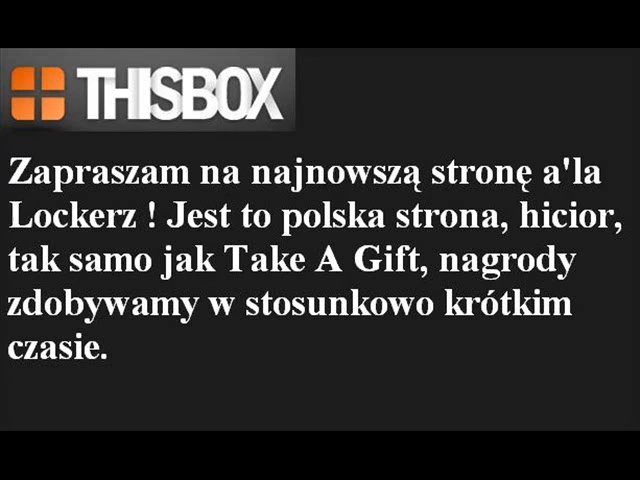 THISBOX
Zapraszam na najnowszą stronę a'la
Lockerz ! Jest to polska strona, hicior,
tak samo jak Take A Gift, nagrody
zdobywamy w stosunkowo krótkim
czasie.